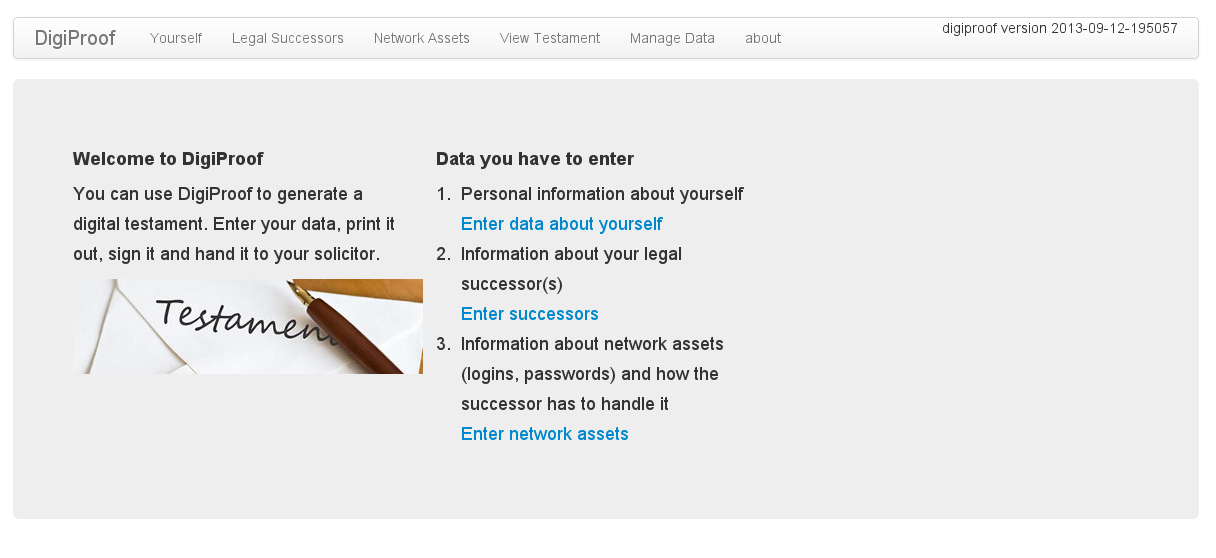 DigiProof Yourself Legal Successors Network Assets View Testament Manage Data about digiproof version 2013-09-12-195057
Welcome to DigiProof
You can use DigiProof to generate a
digital testament. Enter your data, print it
out, sign it and hand it to your solicitor.
Testament
Data you have to enter
1. Personal information about yourself
Enter data about yourself
2. Information about your legal
successor(s)
Enter successors
3. Information about network assets
(logins, passwords) and how the
successor has to handle it
Enter network assets